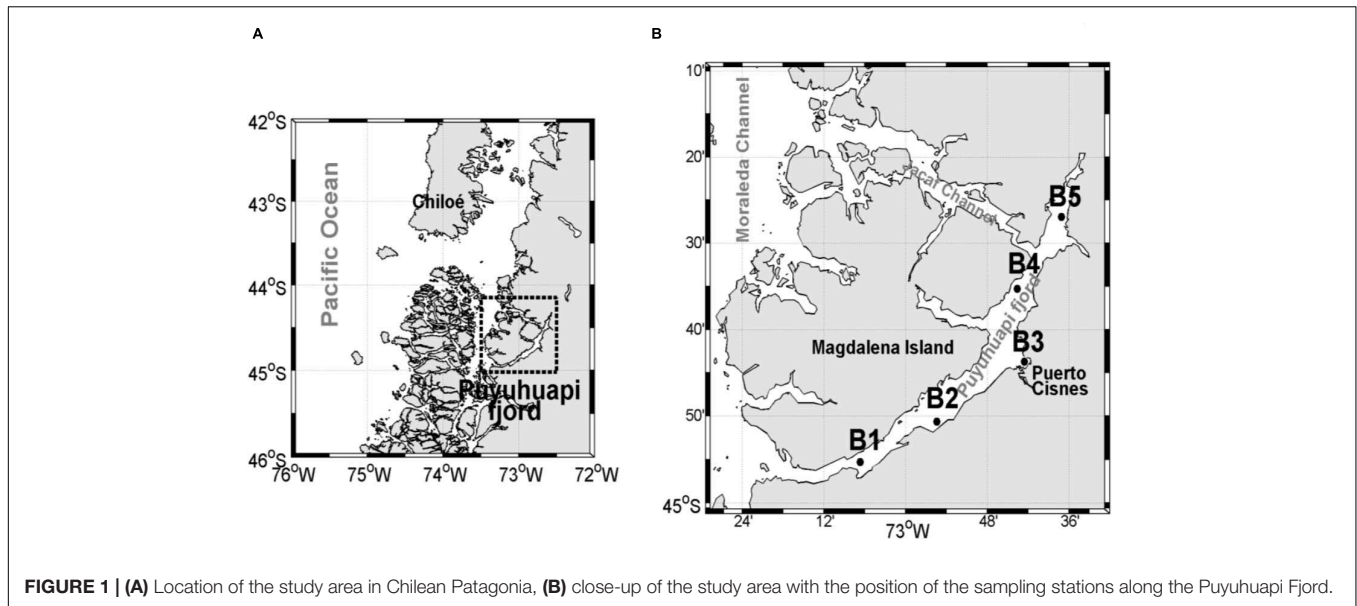 A
B
42°S
43°S
44°S
45°S
46°S
76°W
75°W
74°W
73°W
72°W
Pacific Ocean
Chiloé
Puyuhuapi
fjord
10'
20'
30'
40'
50'
45°S
24'
12'
73°W
48'
36'
Moraleda Channel
Jacaf Channel
Magdalena Island
Puyuhuapi fjord
Puerto
Cisnes
B5
B4
B3
B2
B1
FIGURE 1 | (A) Location of the study area in Chilean Patagonia, (B) close-up of the study area with the position of the sampling stations along the Puyuhuapi Fjord.